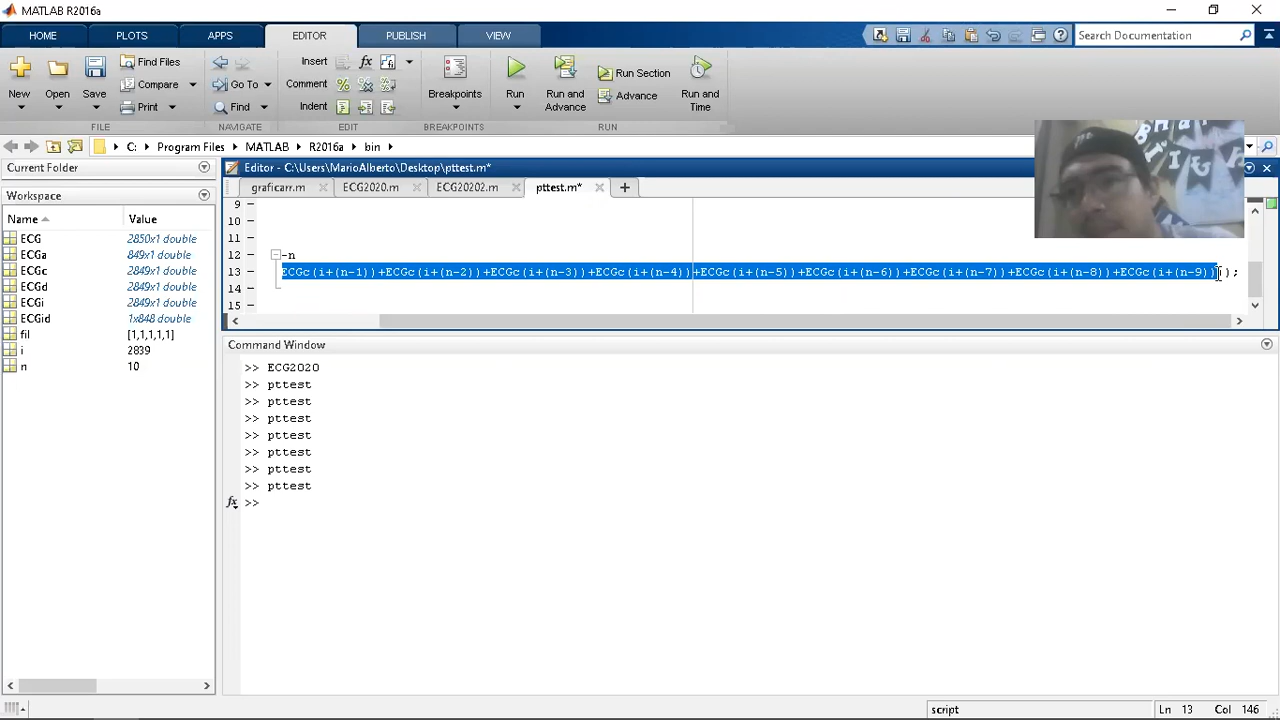 MATLAB R2016a
HOME PLOTS APPS EDITOR PUBLISH VIEW Search Documentation
New Open Save Find Files Compare Print
Go To Find
Insert Comment Indent
Breakpoints
Run Run and Advance Run Section Advance Run and Time
FILE NAVIGATE EDIT BREAKPOINTS RUN
C: Program Files MATLAB R2016a bin
Current Folder
Editor - C:\Users\MarioAlberto\Desktop\pttest.m*
graficarr.m ECG2020.m ECG20202.m pttest.m*
Workspace
Name Value
ECG 2850x1 double
ECGa 849x1 double
ECGc 2849x1 double
ECGd 2849x1 double
ECGi 2849x1 double
ECGid 1x848 double
fil [1,1,1,1,1]
i 2839
n 10
9
10
11
12 -n
13 ECGc(i+(n-1))+ECGc(i+(n-2))+ECGc(i+(n-3))+ECGc(i+(n-4))+ECGc(i+(n-5))+ECGc(i+(n-6))+ECGc(i+(n-7))+ECGc(i+(n-8))+ECGc(i+(n-9))
14
15
Command Window
>> ECG2020
>> pttest
>> pttest
>> pttest
>> pttest
>> pttest
>> pttest
>> pttest
fx >>
script Ln 13 Col 146